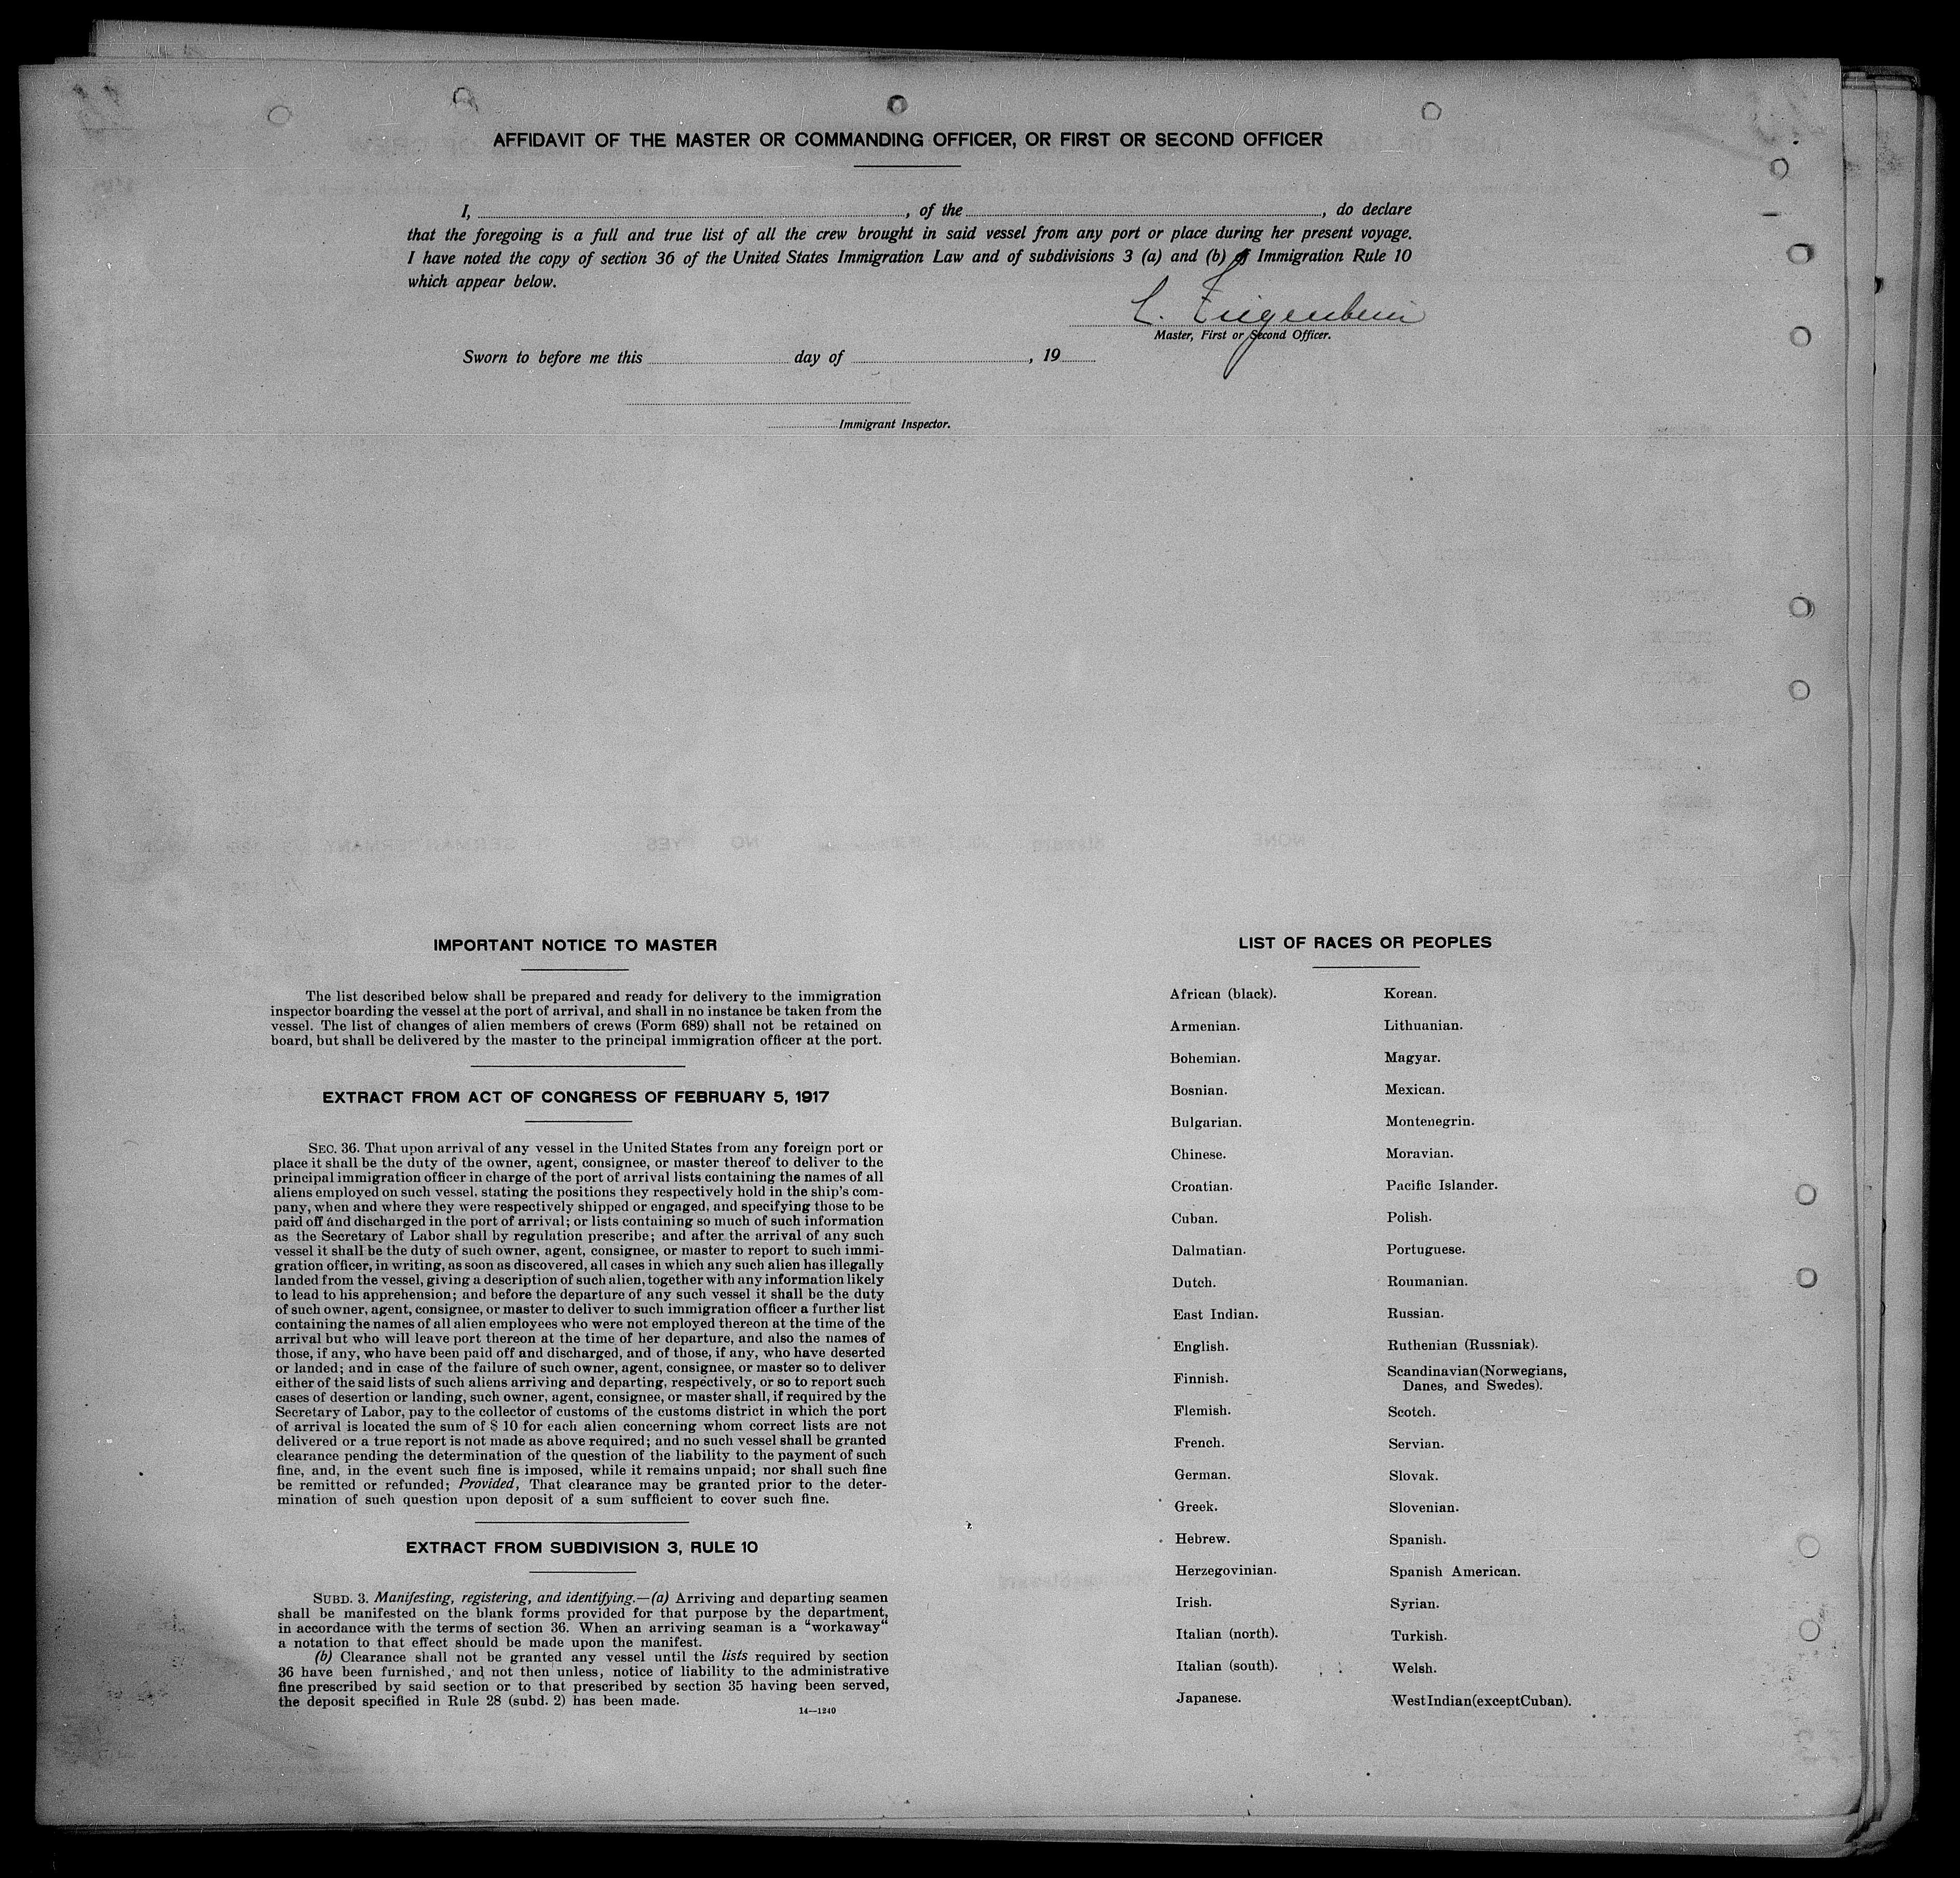 AFFIDAVIT OF THE MASTER OR COMMANDING OFFICER, OR FIRST OR SECOND OFFICER
I, , of the , do declare
that the foregoing is a full and true list of all the crew brought in said vessel from any port or place during her present voyage.
I have noted the copy of section 36 of the United States Immigration Law and of subdivisions 3 (a) and (b) of Immigration Rule 10
which appear below.
Master, First or Second Officer.
Sworn to before me this day of , 19
Immigrant Inspector.
IMPORTANT NOTICE TO MASTER
The list described below shall be prepared and ready for delivery to the immigration
inspector boarding the vessel at the port of arrival, and shall in no instance be taken from the
vessel. The list of changes of alien members of crews (Form 689) shall not be retained on
board, but shall be delivered by the master to the principal immigration officer at the port.
EXTRACT FROM ACT OF CONGRESS OF FEBRUARY 5, 1917
SEC. 36. That upon arrival of any vessel in the United States from any foreign port or
place it shall be the duty of the owner, agent, consignee, or master thereof to deliver to the
principal immigration officer in charge of the port of arrival lists containing the names of all
aliens employed on such vessel, stating the positions they respectively hold in the ship's com-
pany, when and where they were respectively shipped or engaged, and specifying those to be
paid off and discharged in the port of arrival; or lists containing so much of such information
as the Secretary of Labor shall by regulation prescribe; and after the arrival of any such
vessel it shall be the duty of such owner, agent, consignee, or master to report to such immi-
gration officer, in writing, as soon as discovered, all cases in which any such alien has illegally
landed from the vessel, giving a description of such alien, together with any information likely
to lead to his apprehension; and before the departure of any such vessel it shall be the duty
of such owner, agent, consignee, or master to deliver to such immigration officer a further list
containing the names of all alien employees who were not employed thereon at the time of the
arrival but who will leave port thereon at the time of her departure, and also the names of
those, if any, who have been paid off and discharged, and of those, if any, who have deserted
or landed; and in case of the failure of such owner, agent, consignee, or master so to deliver
either of the said lists of such aliens arriving and departing, respectively, or so to report such
cases of desertion or landing, such owner, agent, consignee, or master shall, if required by the
Secretary of Labor, pay to the collector of customs of the customs district in which the port
of arrival is located the sum of $ 10 for each alien concerning whom correct lists are not
delivered or a true report is not made as above required; and no such vessel shall be granted
clearance pending the determination of the question of the liability to the payment of such
fine, and, in the event such fine is imposed, while it remains unpaid; nor shall such fine
be remitted or refunded; Provided, That clearance may be granted prior to the deter-
mination of such question upon deposit of a sum sufficient to cover such fine.
EXTRACT FROM SUBDIVISION 3, RULE 10
SUBD. 3. Manifesting, registering, and identifying.—(a) Arriving and departing seamen
shall be manifested on the blank forms provided for that purpose by the department,
in accordance with the terms of section 36. When an arriving seaman is a "workaway"
a notation to that effect should be made upon the manifest.
(b) Clearance shall not be granted any vessel until the lists required by section
36 have been furnished, and not then unless, notice of liability to the administrative
fine prescribed by said section or to that prescribed by section 35 having been served,
the deposit specified in Rule 28 (subd. 2) has been made.
14—1240
LIST OF RACES OR PEOPLES
African (black).
Armenian.
Bohemian.
Bosnian.
Bulgarian.
Chinese.
Croatian.
Cuban.
Dalmatian.
Dutch.
East Indian.
English.
Finnish.
Flemish.
French.
German.
Greek.
Hebrew.
Herzegovinian.
Irish.
Italian (north).
Italian (south).
Japanese.
Korean.
Lithuanian.
Magyar.
Mexican.
Montenegrin.
Moravian.
Pacific Islander.
Polish.
Portuguese.
Roumanian.
Russian.
Ruthenian (Russniak).
Scandinavian (Norwegians,
Danes, and Swedes).
Scotch.
Servian.
Slovak.
Slovenian.
Spanish.
Spanish American.
Syrian.
Turkish.
Welsh.
West Indian (except Cuban).